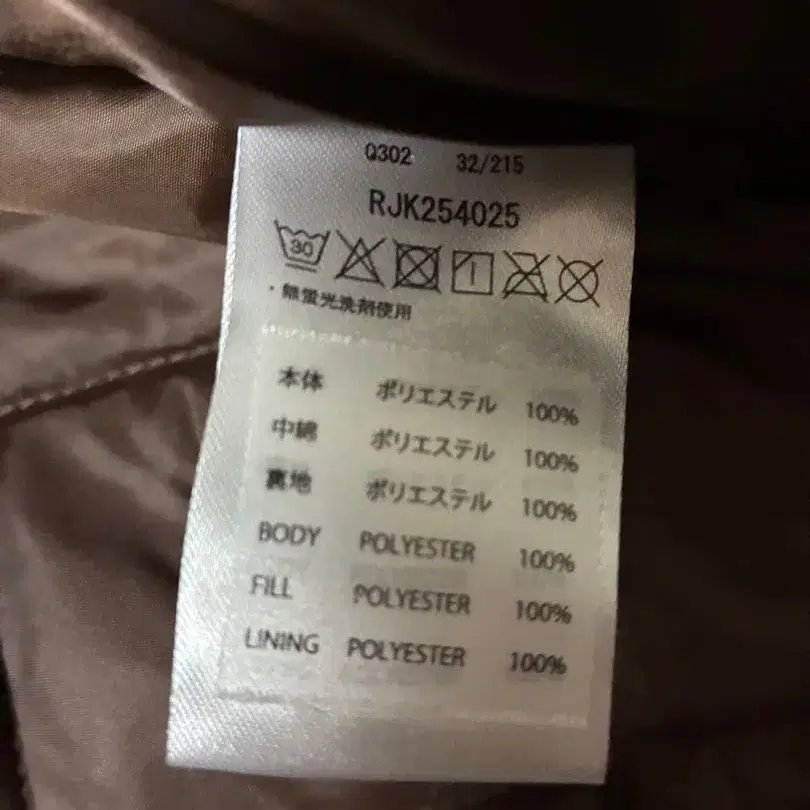 Q302 32/215
RJK254025
30
・無蛍光洗剤使用
本体 ポリエステル 100%
中綿 ポリエステル 100%
裏地 ポリエステル 100%
BODY POLYESTER 100%
FILL POLYESTER 100%
LINING POLYESTER 100%